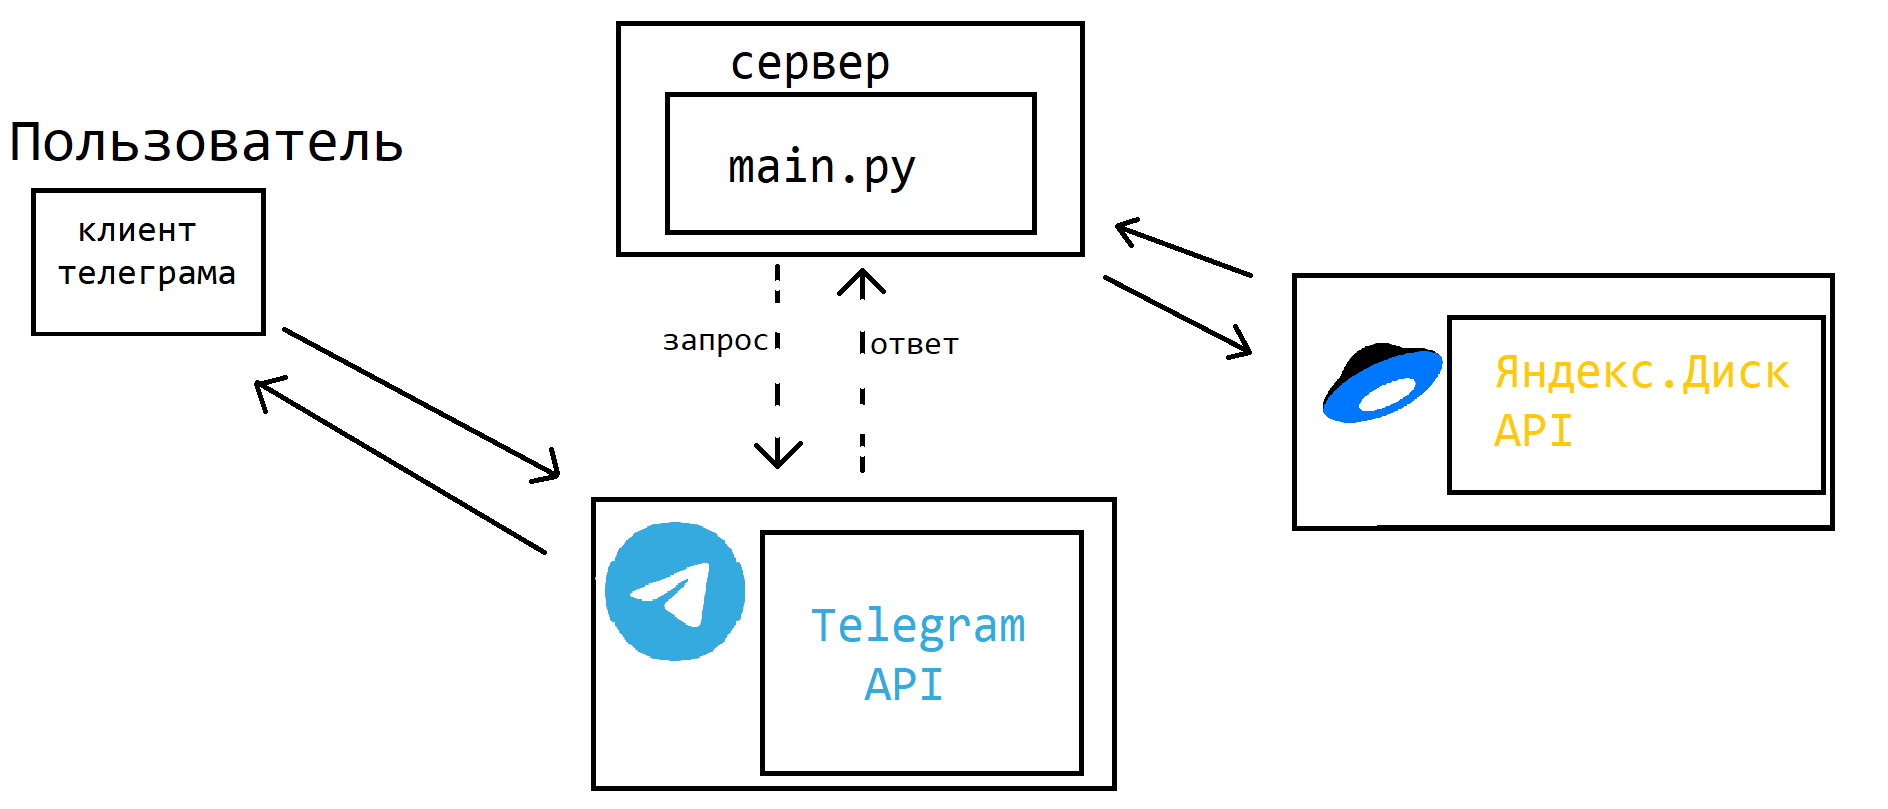 сервер
main.py
Пользователь
клиент
телеграма
запрос
ответ
Яндекс.Диск
API
Telegram
API